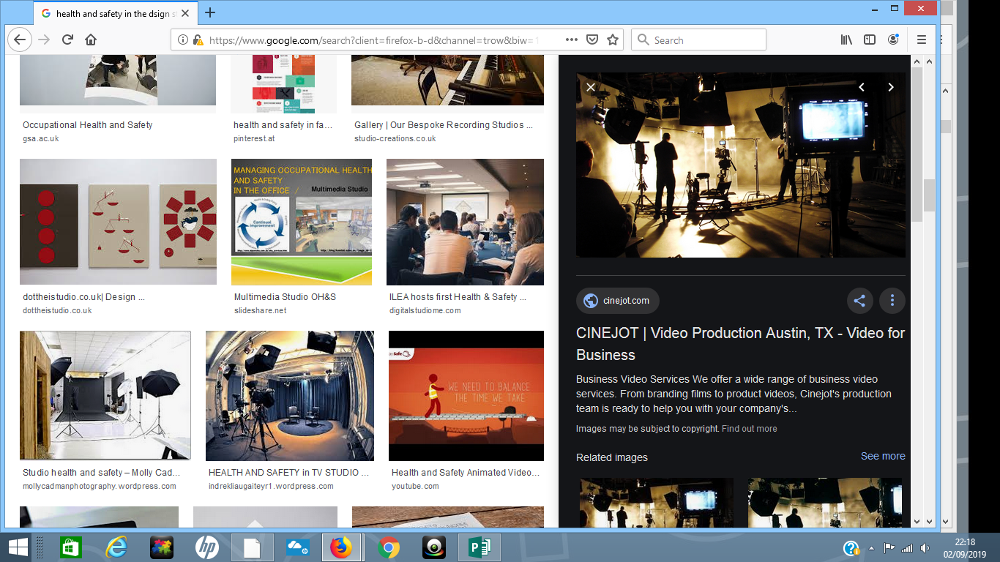 health and safety in the dsign s
https://www.google.com/search?client=firefox-b-d&channel=trow&biw=
Search
Occupational Health and Safety
gsa.ac.uk
health and safety in fa...
pinterest.at
Gallery | Our Bespoke Recording Studios ...
studio-creations.co.uk
MANAGING OCCUPATIONAL HEALTH
AND SAFETY
IN THE OFFICE /
Multimedia Studio
Continual
improvement
dottheistudio.co.uk| Design ...
dottheistudio.co.uk
Multimedia Studio OH&S
slideshare.net
ILEA hosts first Health & Safety ...
digitalstudiome.com
ay Safe
WE NEED TO BALANCE
THE TIME WE TAKE
Studio health and safety – Molly Cad...
mollycadmanphotography.wordpress.com
HEALTH AND SAFETY in TV STUDIO ...
indrekliaugaiteyr1.wordpress.com
Health and Safety Animated Video...
youtube.com
cinejot.com
CINEJOT | Video Production Austin, TX - Video for
Business
Business Video Services We offer a wide range of business video
services. From branding films to product videos, Cinejot's production
team is ready to help you with your company's...
Images may be subject to copyright. Find out more
Related images
See more
hp
22:18
02/09/2019